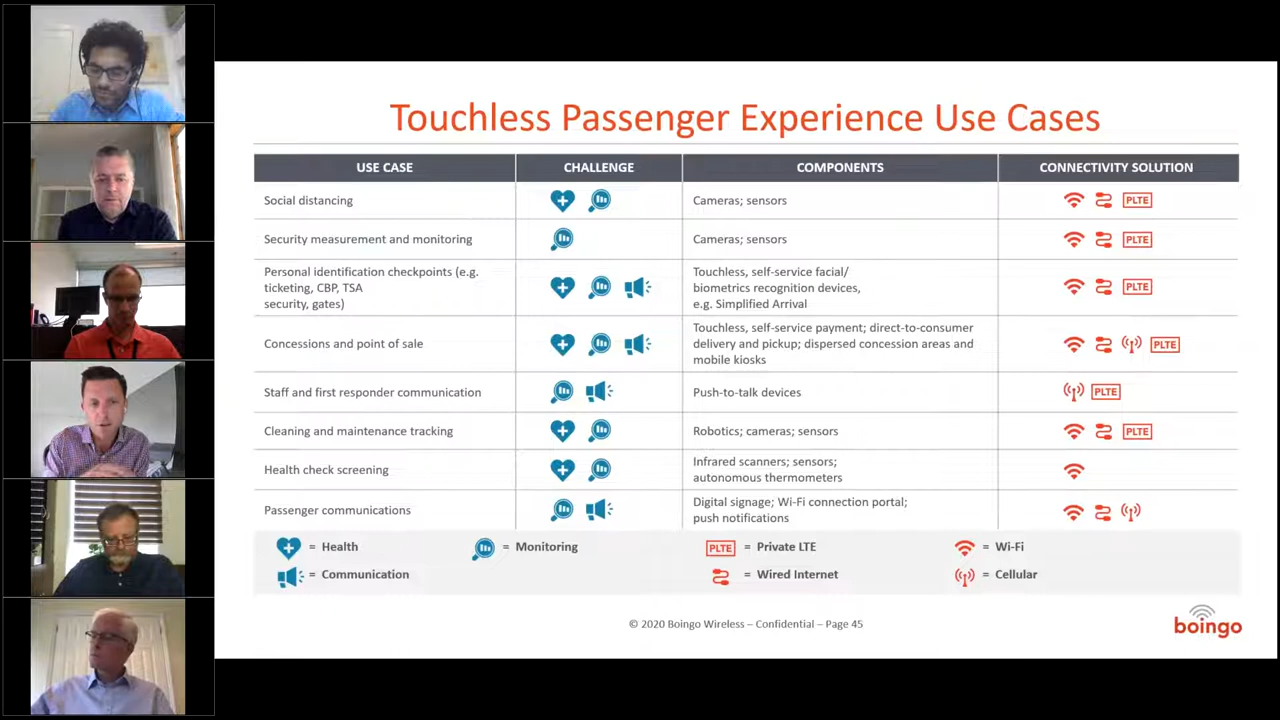 Touchless Passenger Experience Use Cases
USE CASE CHALLENGE COMPONENTS CONNECTIVITY SOLUTION
Social distancing
Cameras; sensors
PLTE
Security measurement and monitoring
Cameras; sensors
PLTE
Personal identification checkpoints (e.g.
ticketing, CBP, TSA
security, gates)
Touchless, self-service facial/
biometrics recognition devices,
e.g. Simplified Arrival
PLTE
Concessions and point of sale
Touchless, self-service payment; direct-to-consumer
delivery and pickup; dispersed concession areas and
mobile kiosks
PLTE
Staff and first responder communication
Push-to-talk devices
PLTE
Cleaning and maintenance tracking
Robotics; cameras; sensors
PLTE
Health check screening
Infrared scanners; sensors;
autonomous thermometers
Passenger communications
Digital signage; Wi-Fi connection portal;
push notifications
= Health = Monitoring PLTE = Private LTE = Wi-Fi
= Communication = Wired Internet = Cellular
© 2020 Boingo Wireless – Confidential – Page 45
boingo